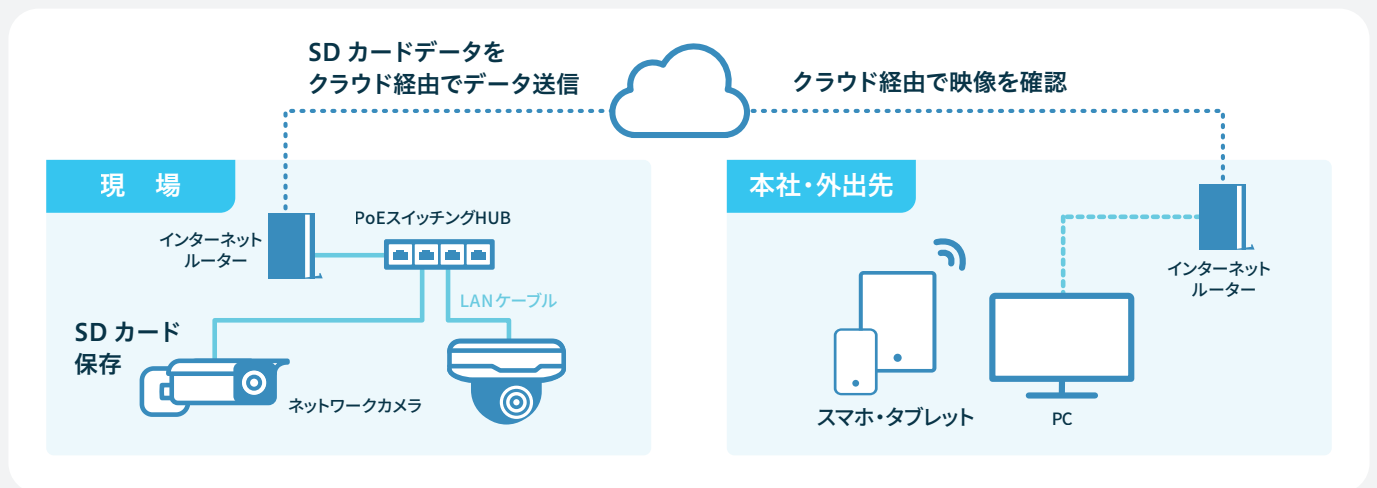 SD カードデータを
クラウド経由でデータ送信
クラウド経由で映像を確認
現　場
PoEスイッチングHUB
インターネット
ルーター
LANケーブル
SD カード
保存
ネットワークカメラ
本社・外出先
インターネット
ルーター
スマホ・タブレット
PC